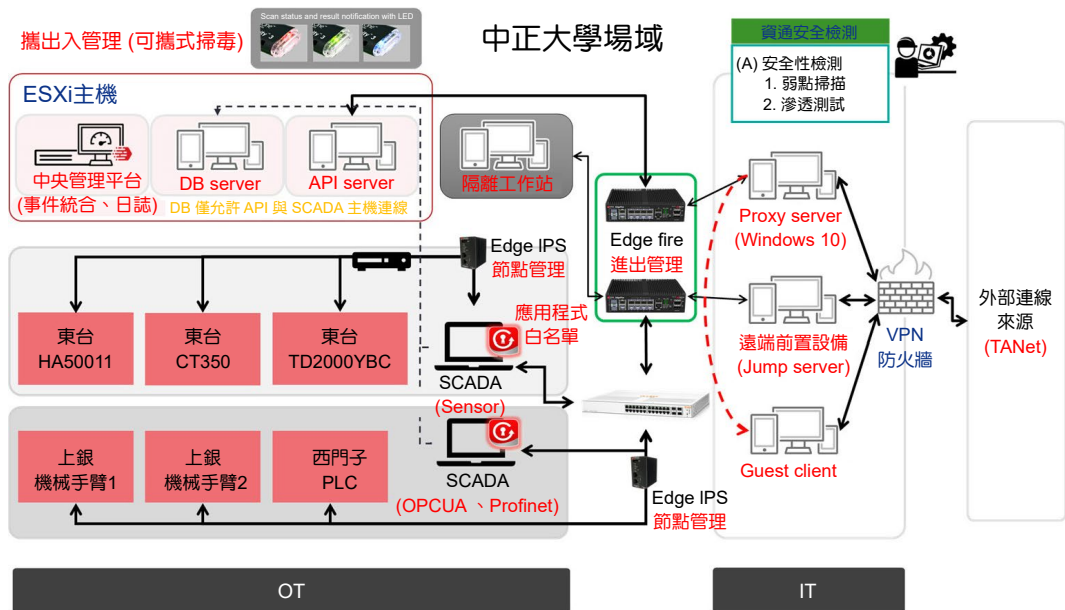 Scan status and result notification with LED
攜出入管理 (可攜式掃毒)
中正大學場域
資通安全檢測
(A) 安全性檢測
1. 弱點掃描
2. 滲透測試
ESXi主機
中央管理平台
(事件統合、日誌)
DB server
API server
DB 僅允許 API 與 SCADA 主機連線
隔離工作站
Edge fire
進出管理
Proxy server
(Windows 10)
遠端前置設備
(Jump server)
Guest client
VPN
防火牆
外部連線
來源
(TANet)
Edge IPS
節點管理
東台
HA50011
東台
CT350
東台
TD2000YBC
應用程式
白名單
SCADA
(Sensor)
上銀
機械手臂1
上銀
機械手臂2
西門子
PLC
SCADA
(OPCUA 、Profinet)
Edge IPS
節點管理
OT
IT